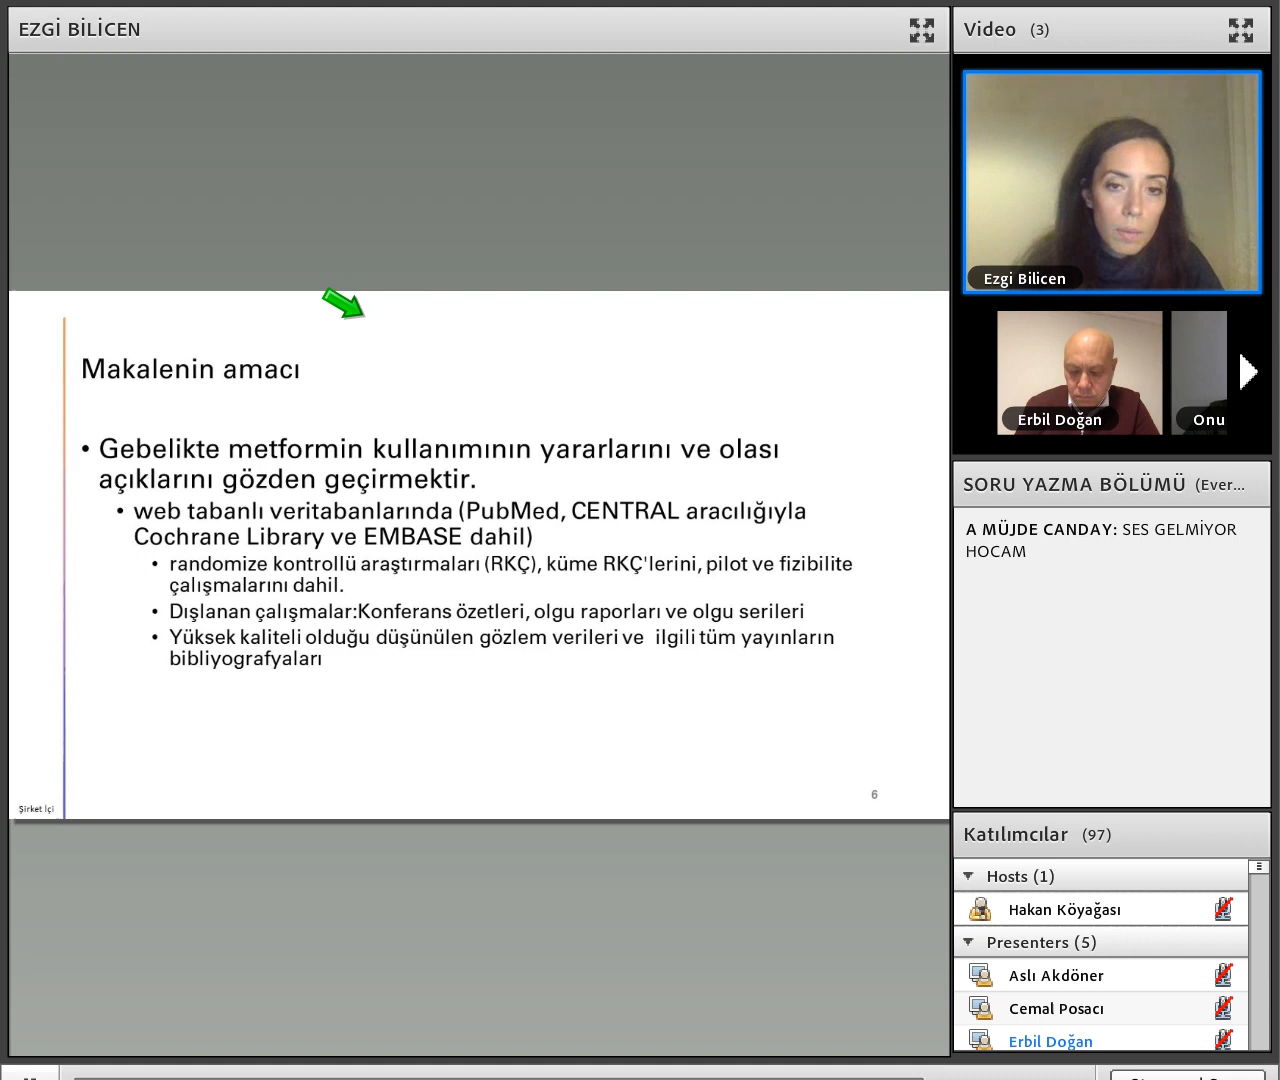 EZGİ BİLİCEN
Makalenin amacı
• Gebelikte metformin kullanımının yararlarını ve olası
açıklarını gözden geçirmektir.
• web tabanlı veritabanlarında (PubMed, CENTRAL aracılığıyla
Cochrane Library ve EMBASE dahil)
• randomize kontrollü araştırmaları (RKÇ), küme RKÇ'lerini, pilot ve fizibilite
çalışmalarını dahil.
• Dışlanan çalışmalar:Konferans özetleri, olgu raporları ve olgu serileri
• Yüksek kaliteli olduğu düşünülen gözlem verileri ve ilgili tüm yayınların
bibliyografyaları
6
Şirket İçi
Video (3)
Ezgi Bilicen
Erbil Doğan
Onu
SORU YAZMA BÖLÜMÜ (Ever...
A MÜJDE CANDAY: SES GELMİYOR
HOCAM
Katılımcılar (97)
Hosts (1)
Hakan Köyağası
Presenters (5)
Aslı Akdöner
Cemal Posacı
Erbil Doğan